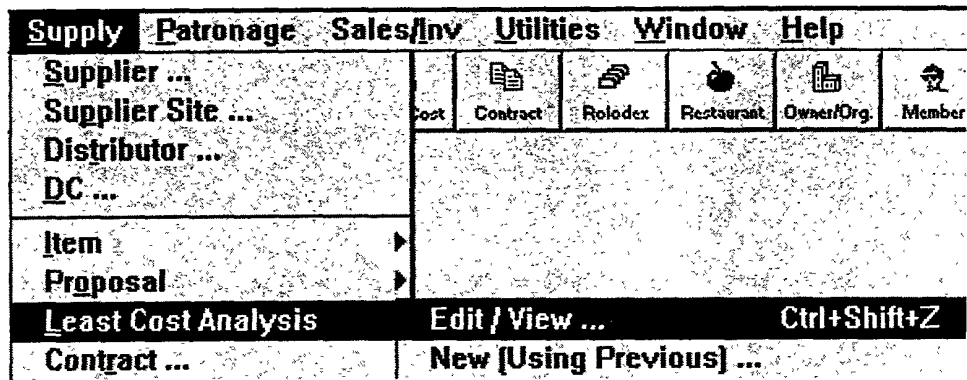 Supply Patronage Sales/Inv Utilities Window Help
Supplier ...
Supplier Site ...
Distributor ...
DC ...
Cost Contract Rolodex Restaurant Owner/Org. Member
Item
Proposal
Least Cost Analysis
Contract ...
Edit / View ... Ctrl+Shift+Z
New [Using Previous] ...